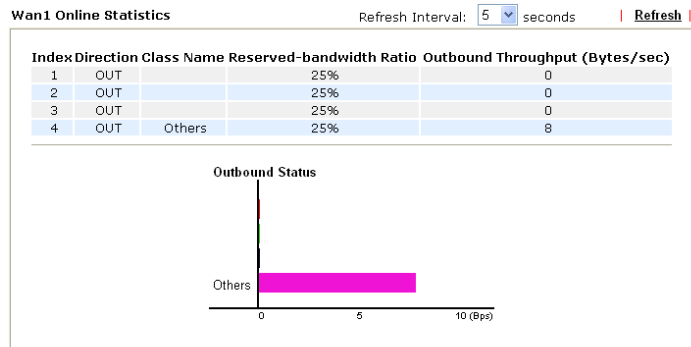 Wan1 Online Statistics Refresh Interval: 5 seconds | Refresh |
Index Direction Class Name Reserved-bandwidth Ratio Outbound Throughput (Bytes/sec)
1 OUT 25% 0
2 OUT 25% 0
3 OUT 25% 0
4 OUT Others 25% 8
Outbound Status
Others
0 5 10 (Bps)